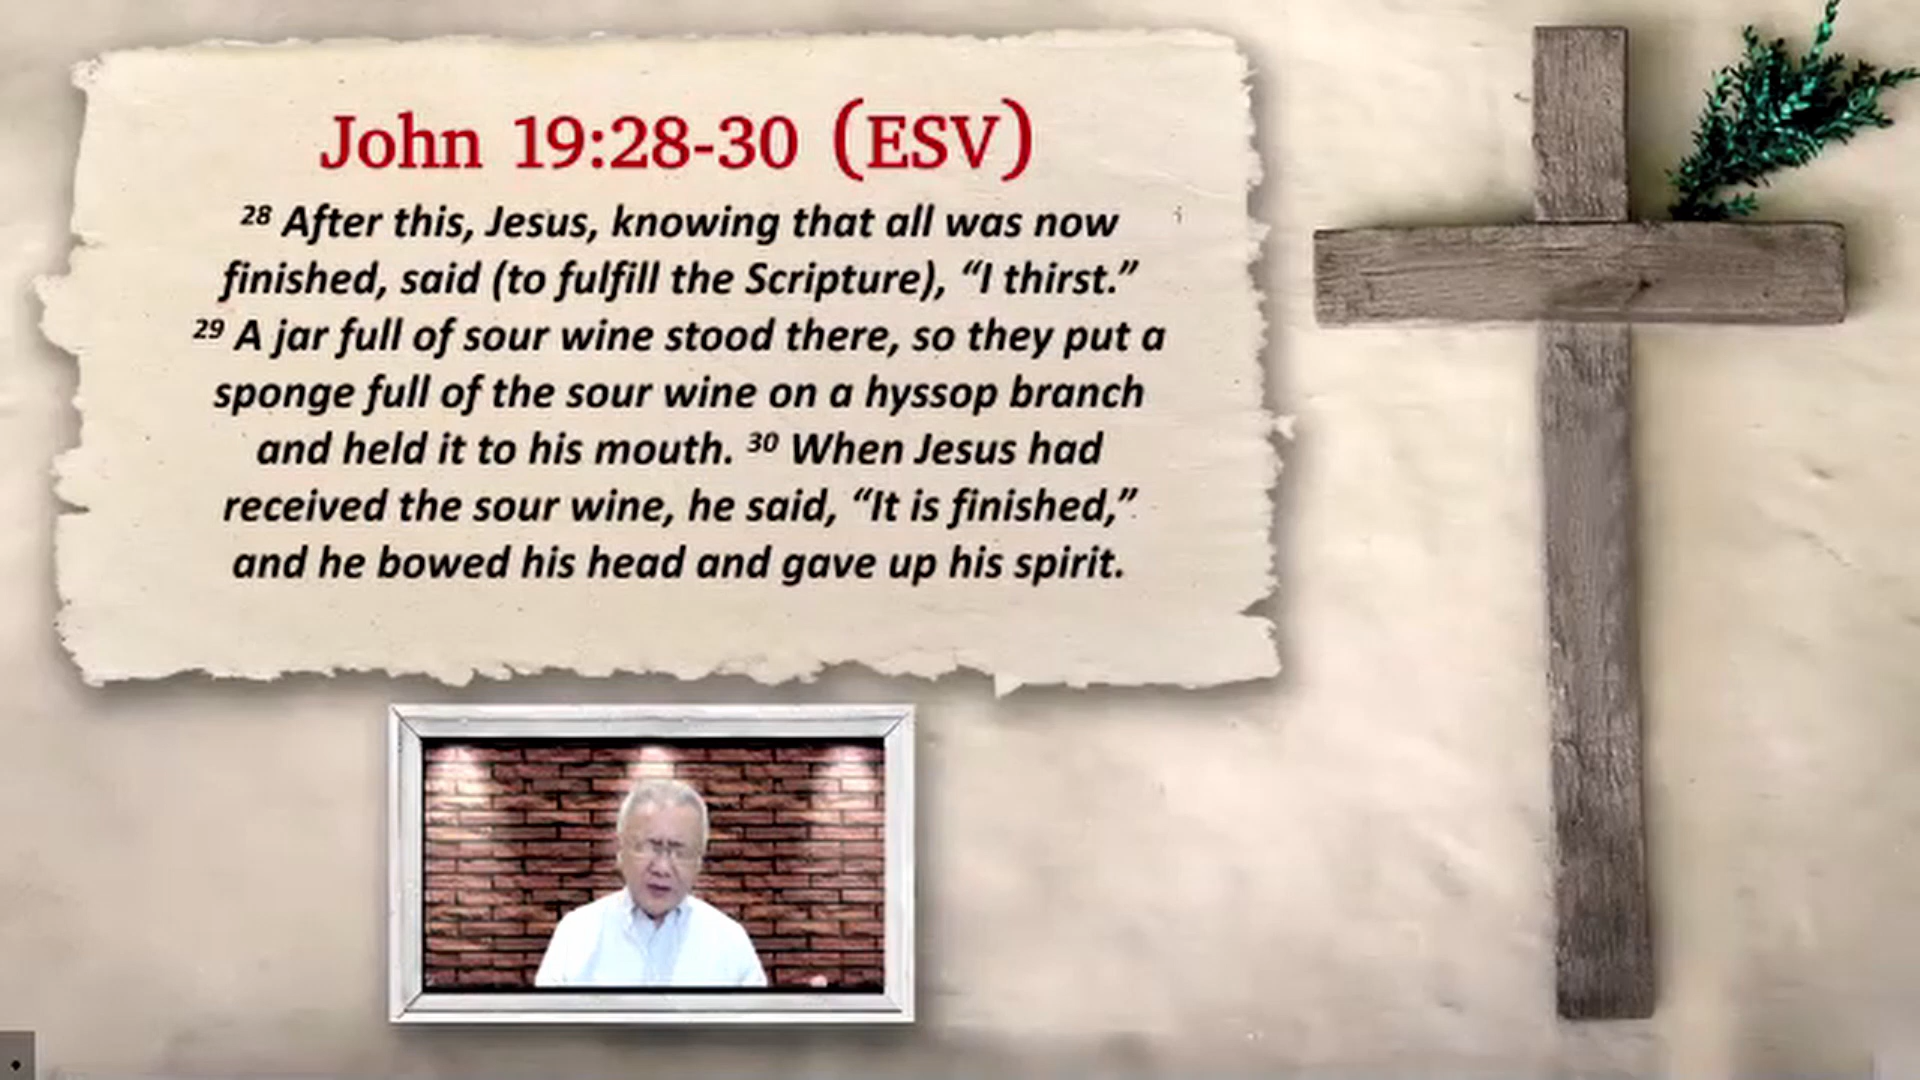 John 19:28-30 (ESV)
28 After this, Jesus, knowing that all was now
finished, said (to fulfill the Scripture), “I thirst.”
29 A jar full of sour wine stood there, so they put a
sponge full of the sour wine on a hyssop branch
and held it to his mouth. 30 When Jesus had
received the sour wine, he said, “It is finished,”
and he bowed his head and gave up his spirit.